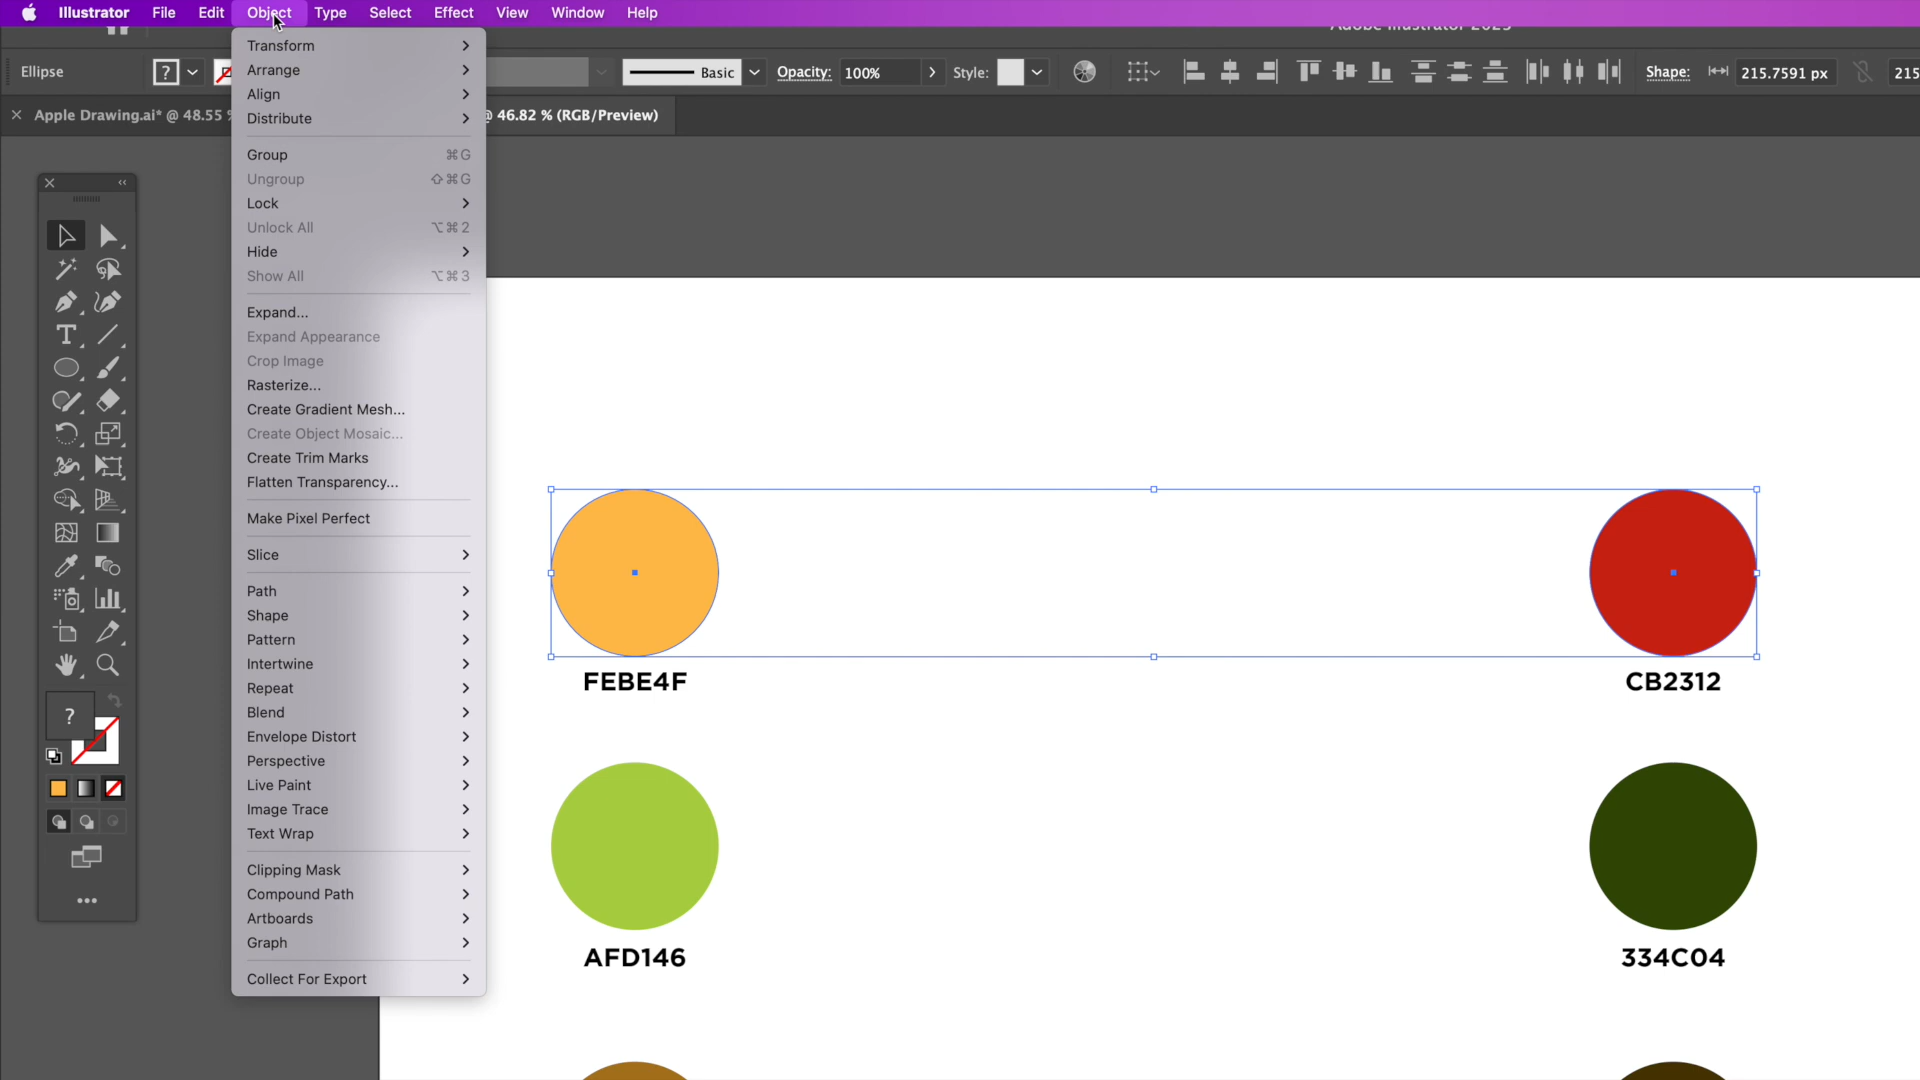 Illustrator File Edit Object Type Select Effect View Window Help
Adobe Illustrator 2025
Ellipse ? Basic Opacity: 100% Style: Shape: 215.7591 px 215
Apple Drawing.ai* @ 48.55 % @ 46.82 % (RGB/Preview)
Transform
Arrange
Align
Distribute
Group ⌘G
Ungroup ⇧⌘G
Lock
Unlock All ⌥⌘2
Hide
Show All ⌥⌘3
Expand...
Expand Appearance
Crop Image
Rasterize...
Create Gradient Mesh...
Create Object Mosaic...
Create Trim Marks
Flatten Transparency...
Make Pixel Perfect
Slice
Path
Shape
Pattern
Intertwine
Repeat
Blend
Envelope Distort
Perspective
Live Paint
Image Trace
Text Wrap
Clipping Mask
Compound Path
Artboards
Graph
Collect For Export
?
FEBE4F
CB2312
AFD146
334C04